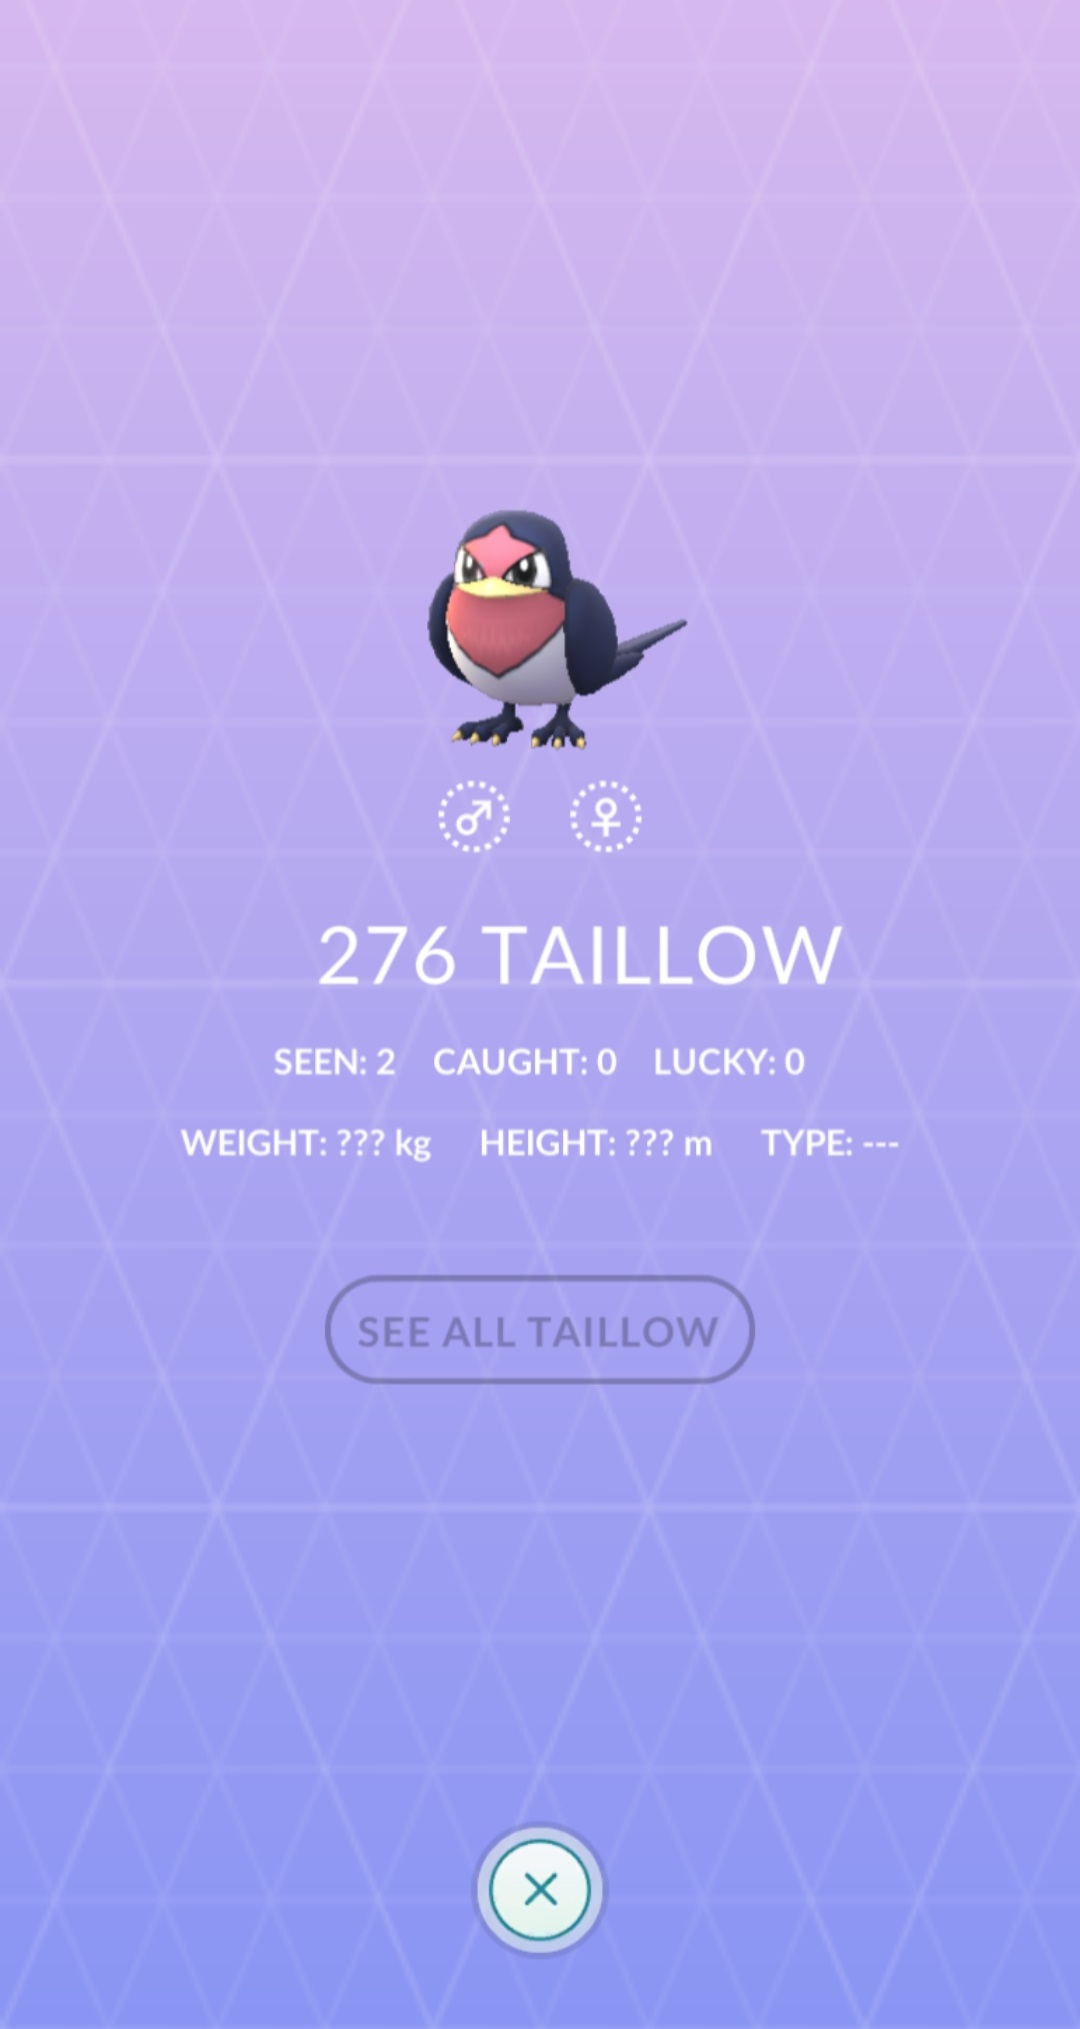 276 TAILLOW
SEEN: 2 CAUGHT: 0 LUCKY: 0
WEIGHT: ??? kg HEIGHT: ??? m TYPE: ---
SEE ALL TAILLOW